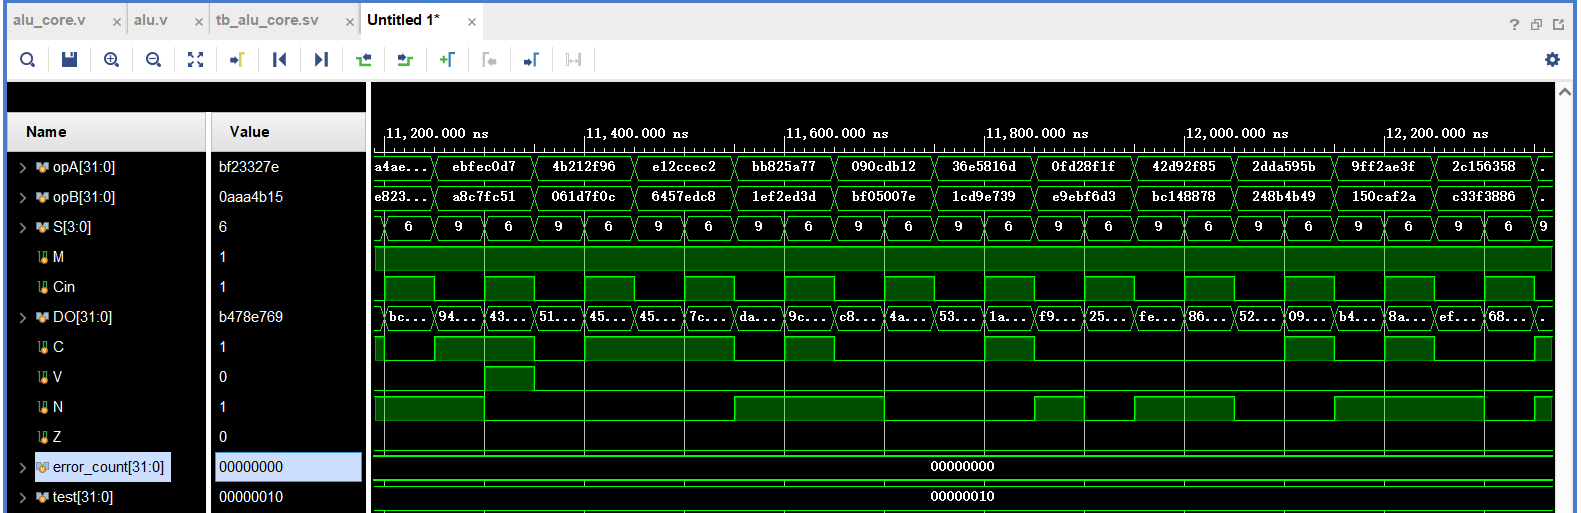 alu_core.v × alu.v × tb_alu_core.sv × Untitled 1* × ?
Name Value
11,200.000 ns 11,400.000 ns 11,600.000 ns 11,800.000 ns 12,000.000 ns 12,200.000 ns
opA[31:0] bf23327e a4ae... ebfec0d7 4b212f96 e12ccec2 bb825a77 090cdb12 36e5816d 0fd28f1f 42d92f85 2dda595b 9ff2ae3f 2c156358 .
opB[31:0] 0aaa4b15 e823... a8c7fc51 061d7f0c 6457edc8 1ef2ed3d bf05007e 1cd9e739 e9ebf6d3 bc148878 248b4b49 150caf2a c33f3886 .
S[3:0] 6 6 9 6 9 6 9 6 9 6 9 6 9 6 9 6 9 6 9 6 9 6 9 6 9
M 1
Cin 1
DO[31:0] b478e769 bc... 94... 43... 51... 45... 45... 7c... da... 9c... c8... 4a... 53... 1a... f9... 25... fe... 86... 52... 09... b4... 8a... ef... 68... .
C 1
V 0
N 1
Z 0
error_count[31:0] 00000000 00000000
test[31:0] 00000010 00000010